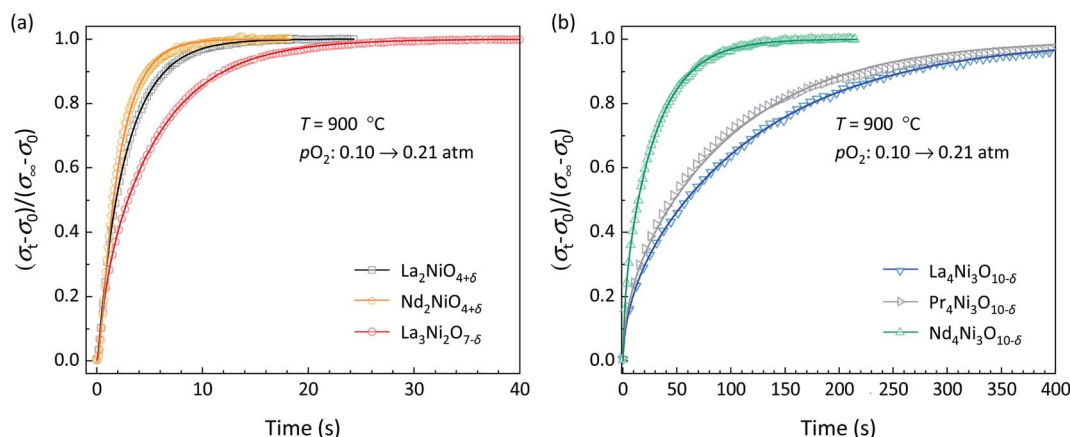 (a)
1.0
0.8
0.6
0.4
0.2
0.0
(σt-σ0)/(σ∞-σ0)
T = 900 °C
pO2: 0.10 → 0.21 atm
La2NiO4+δ
Nd2NiO4+δ
La3Ni2O7-δ
0 10 20 30 40
Time (s)
(b)
1.0
0.8
0.6
0.4
0.2
0.0
(σt-σ0)/(σ∞-σ0)
T = 900 °C
pO2: 0.10 → 0.21 atm
La4Ni3O10-δ
Pr4Ni3O10-δ
Nd4Ni3O10-δ
0 50 100 150 200 250 300 350 400
Time (s)